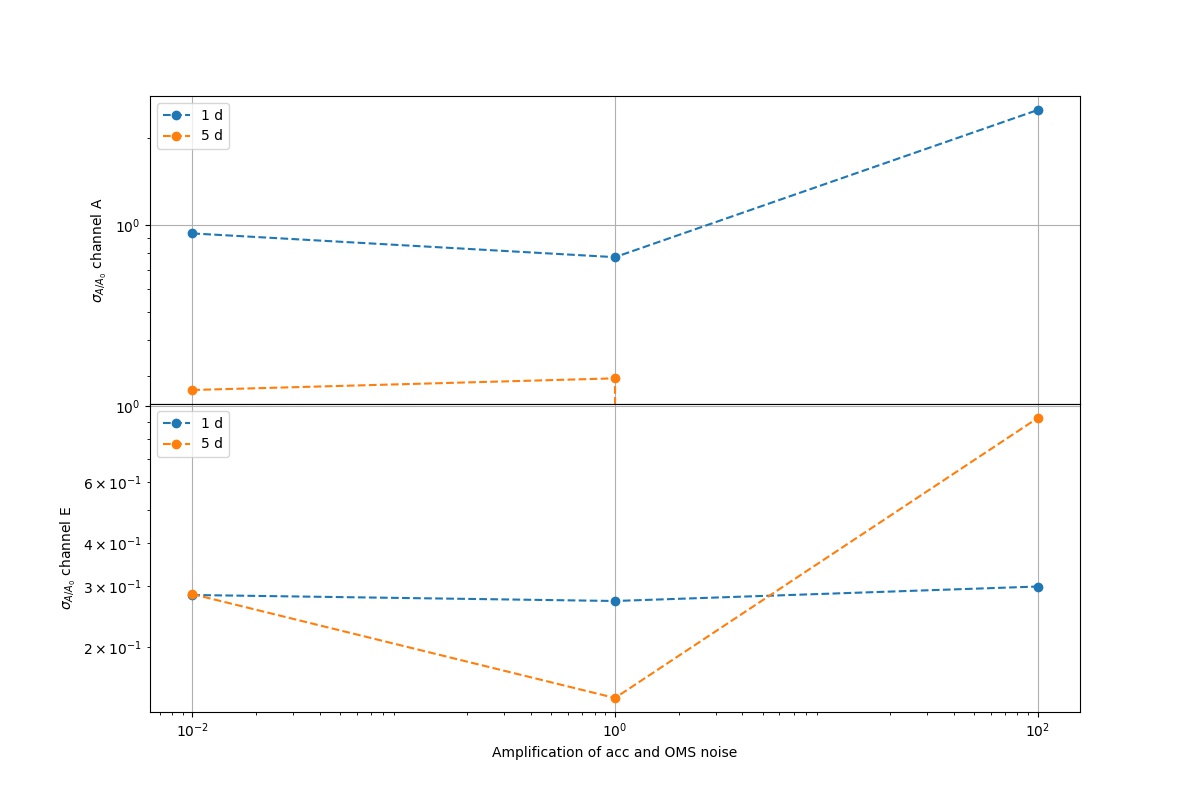 1 d
5 d
10⁰
σ_{A/A₀} channel A
10⁰
1 d
5 d
6 × 10⁻¹
4 × 10⁻¹
3 × 10⁻¹
2 × 10⁻¹
σ_{A/A₀} channel E
10⁻² 10⁰ 10²
Amplification of acc and OMS noise